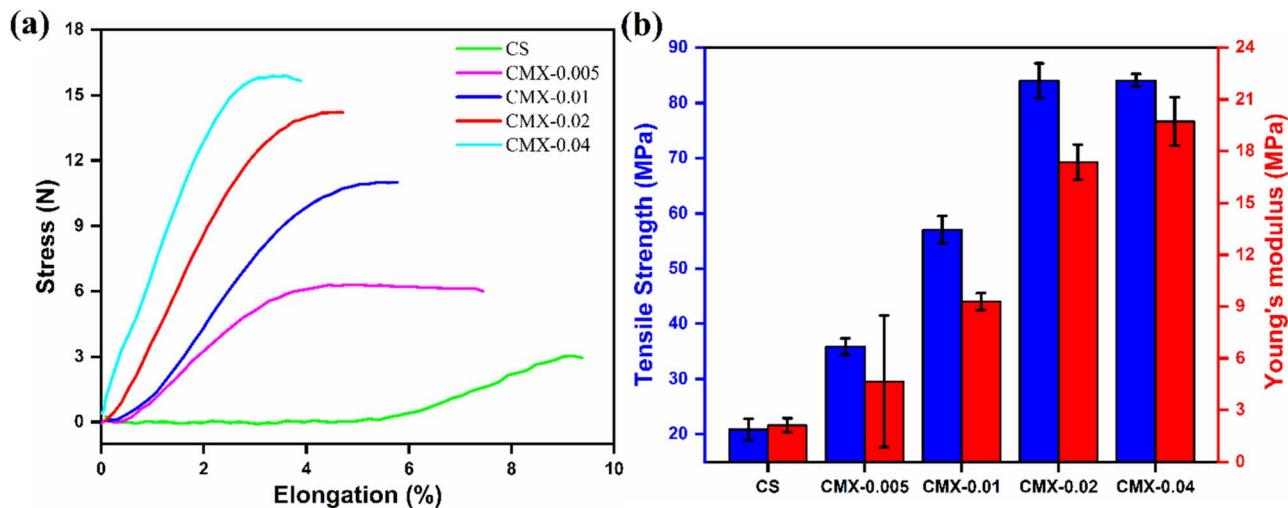 (a)
18
15
12
9
6
3
0
Stress (N)
0 2 4 6 8 10
Elongation (%)
CS
CMX-0.005
CMX-0.01
CMX-0.02
CMX-0.04
(b)
90
80
70
60
50
40
30
20
Tensile Strength (MPa)
CS CMX-0.005 CMX-0.01 CMX-0.02 CMX-0.04
24
21
18
15
12
9
6
3
0
Young's modulus (MPa)